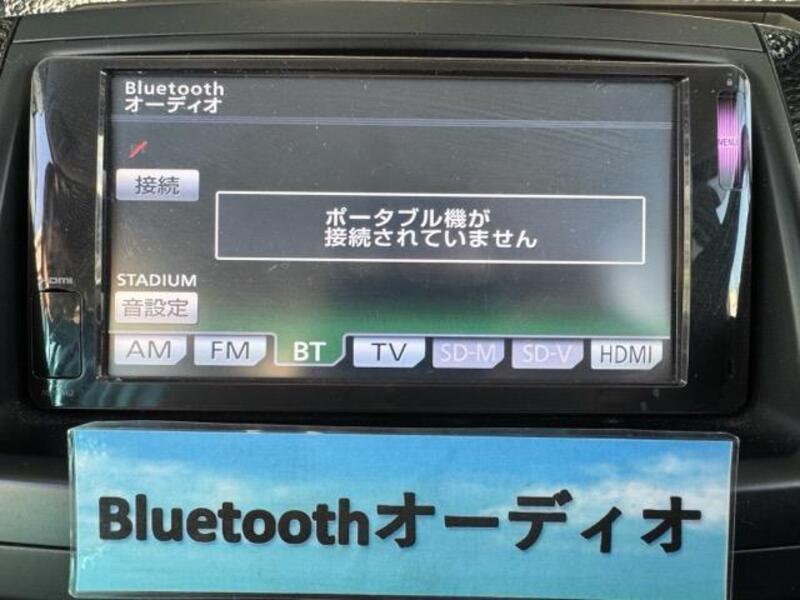 Bluetooth
オーディオ
MENU
接続
ポータブル機が
接続されていません
HDMI
STADIUM
音設定
AM FM BT TV SD-M SD-V HDMI
Bluetoothオーディオ